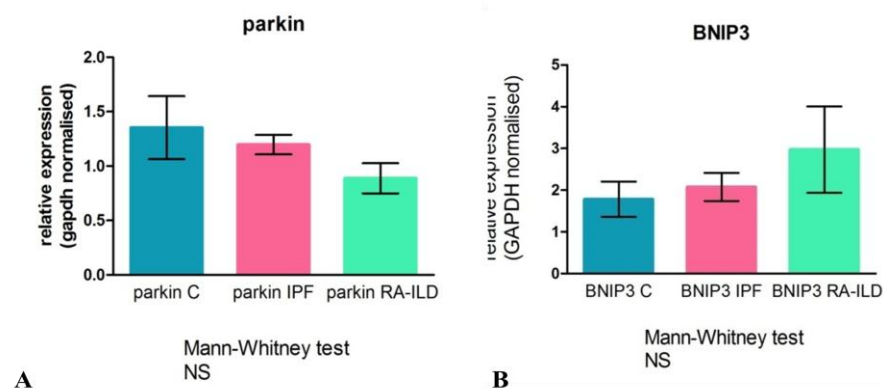 parkin
relative expression
(gapdh normalised)
2.0
1.5
1.0
0.5
0.0
parkin C parkin IPF parkin RA-ILD
Mann-Whitney test
NS
A
BNIP3
relative expression
(GAPDH normalised)
5
4
3
2
1
0
BNIP3 C BNIP3 IPF BNIP3 RA-ILD
Mann-Whitney test
NS
B